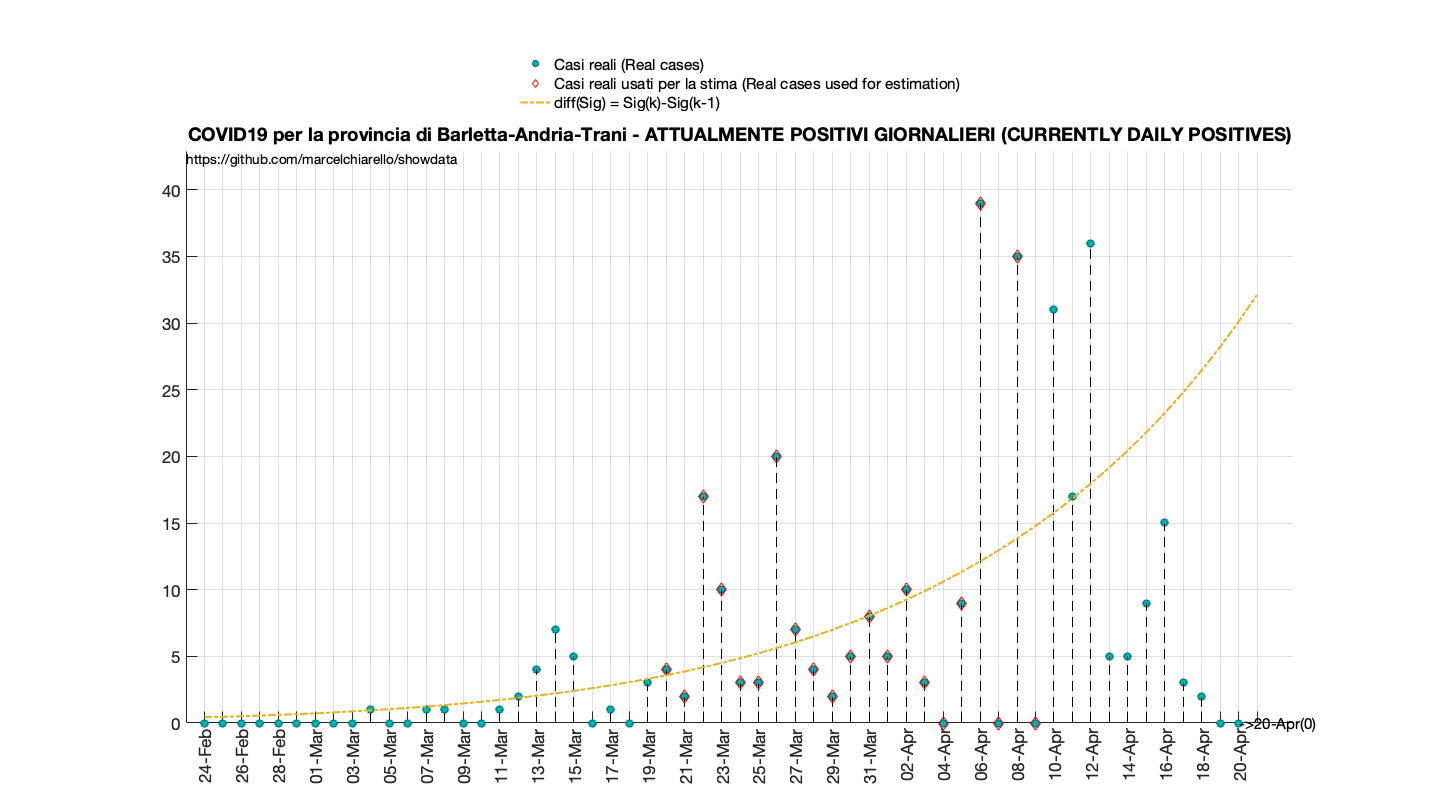 Casi reali (Real cases)
Casi reali usati per la stima (Real cases used for estimation)
diff(Sig) = Sig(k)-Sig(k-1)
COVID19 per la provincia di Barletta-Andria-Trani - ATTUALMENTE POSITIVI GIORNALIERI (CURRENTLY DAILY POSITIVES)
https://github.com/marcelchiarello/showdata
40
35
30
25
20
15
10
5
0
->20-Apr(0)
24-Feb
26-Feb
28-Feb
01-Mar
03-Mar
05-Mar
07-Mar
09-Mar
11-Mar
13-Mar
15-Mar
17-Mar
19-Mar
21-Mar
23-Mar
25-Mar
27-Mar
29-Mar
31-Mar
02-Apr
04-Apr
06-Apr
08-Apr
10-Apr
12-Apr
14-Apr
16-Apr
18-Apr
20-Apr